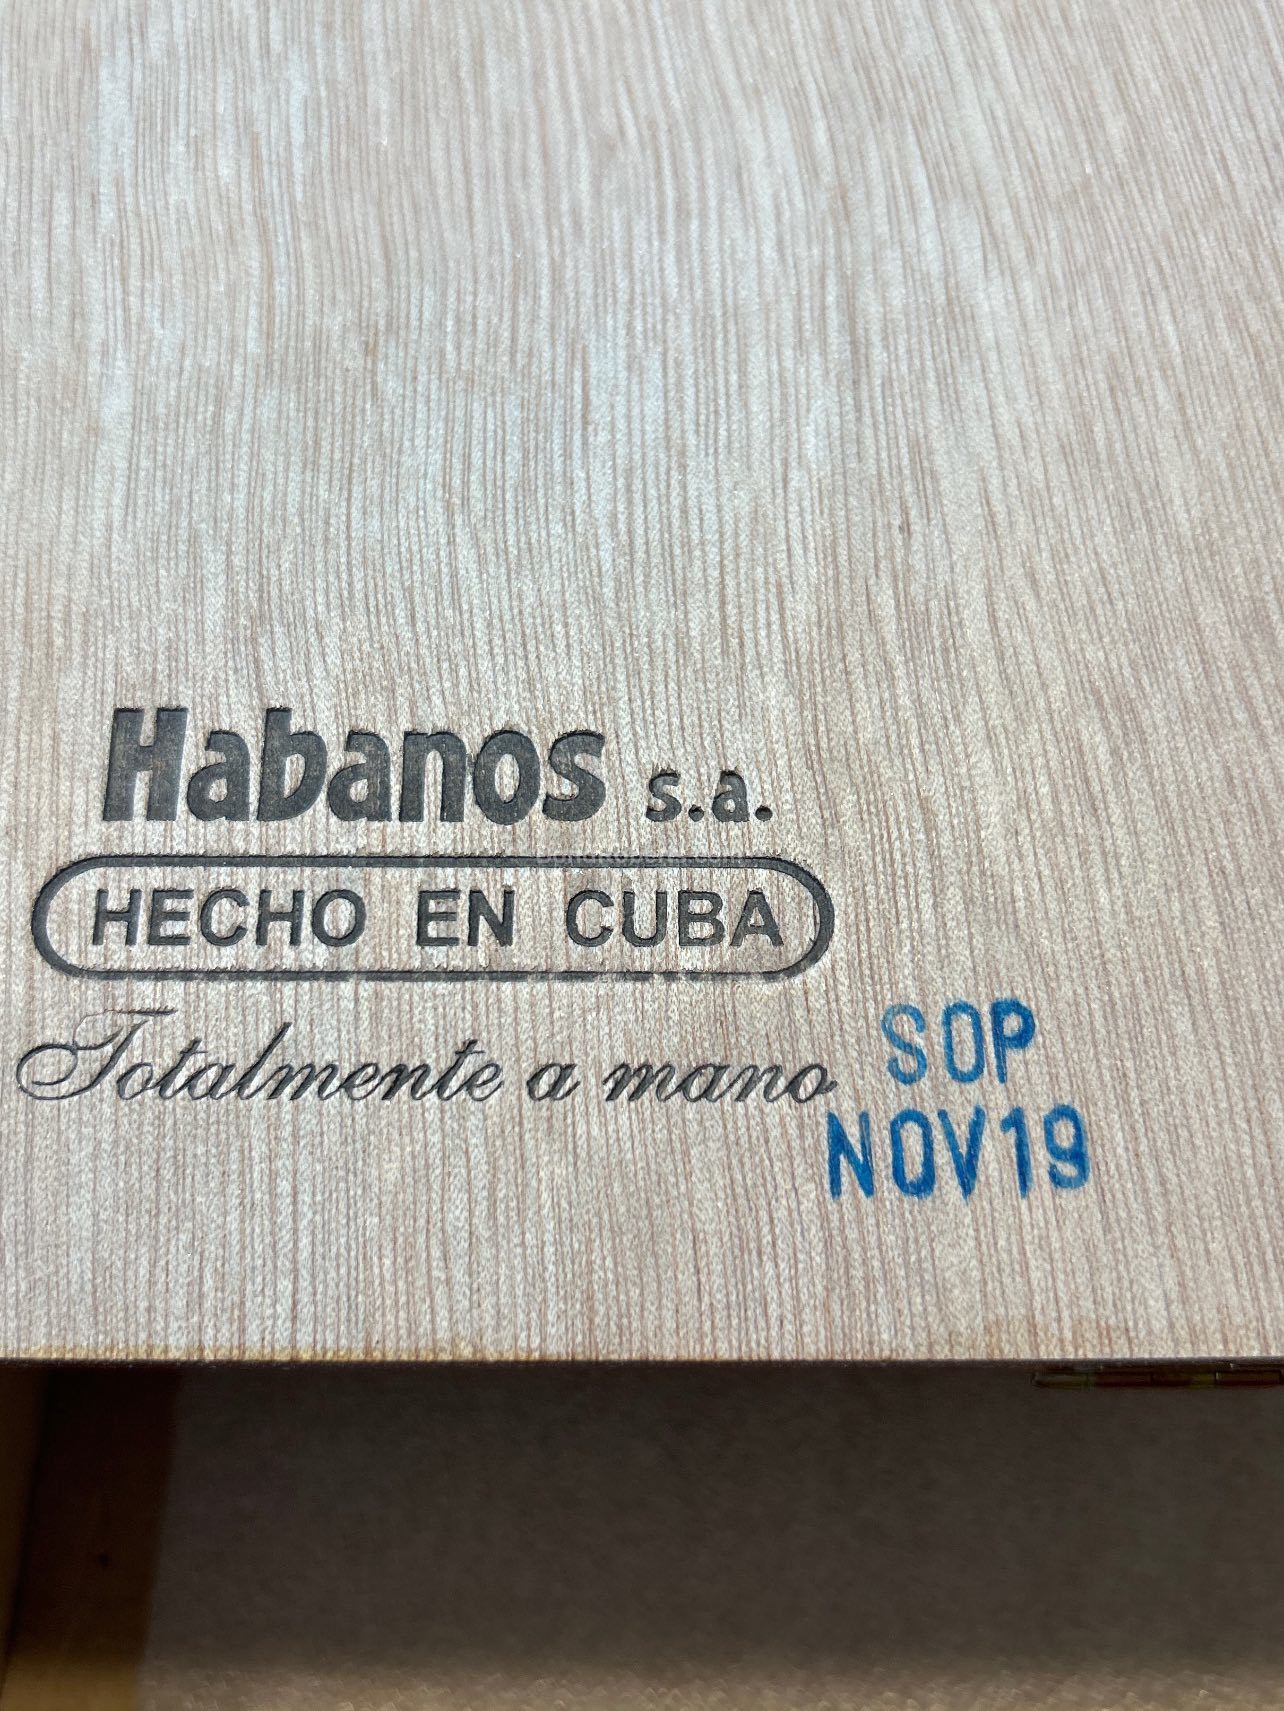 Habanos s.a.
HECHO EN CUBA
Totalmente a mano
SOP
NOV19